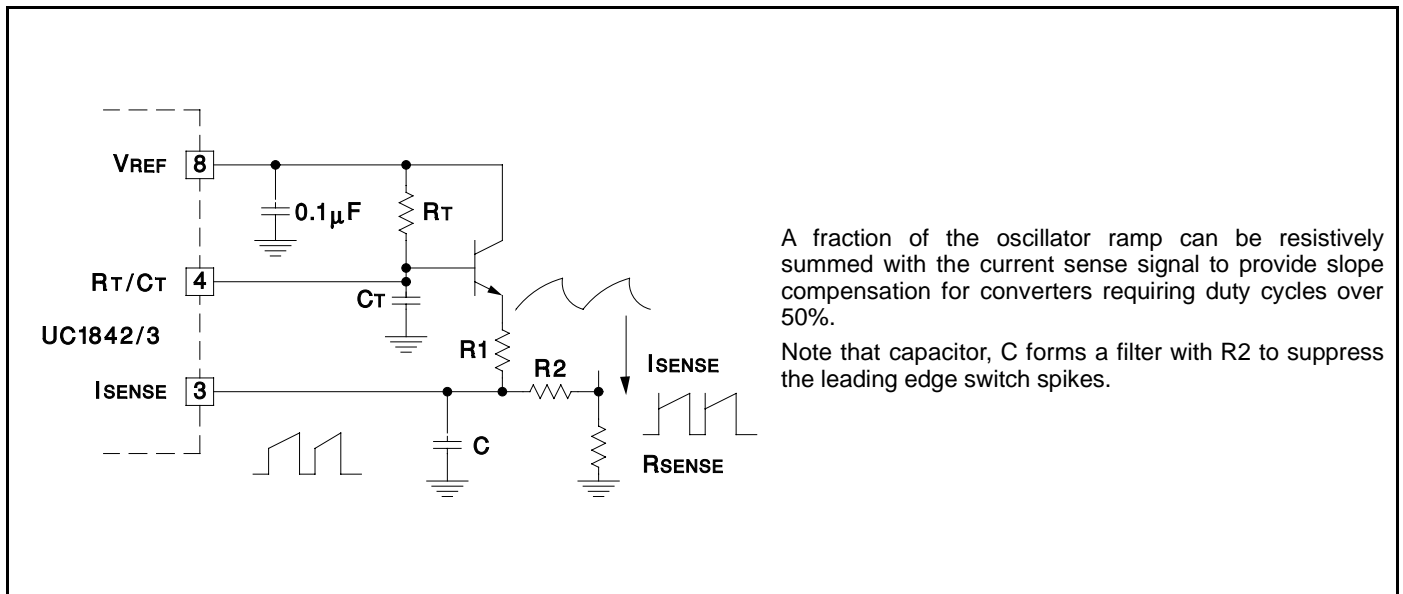 VREF 8
0.1μF
RT
RT/CT 4
CT
UC1842/3
R1
R2
ISENSE
ISENSE 3
C
RSENSE
A fraction of the oscillator ramp can be resistively
summed with the current sense signal to provide slope
compensation for converters requiring duty cycles over
50%.
Note that capacitor, C forms a filter with R2 to suppress
the leading edge switch spikes.